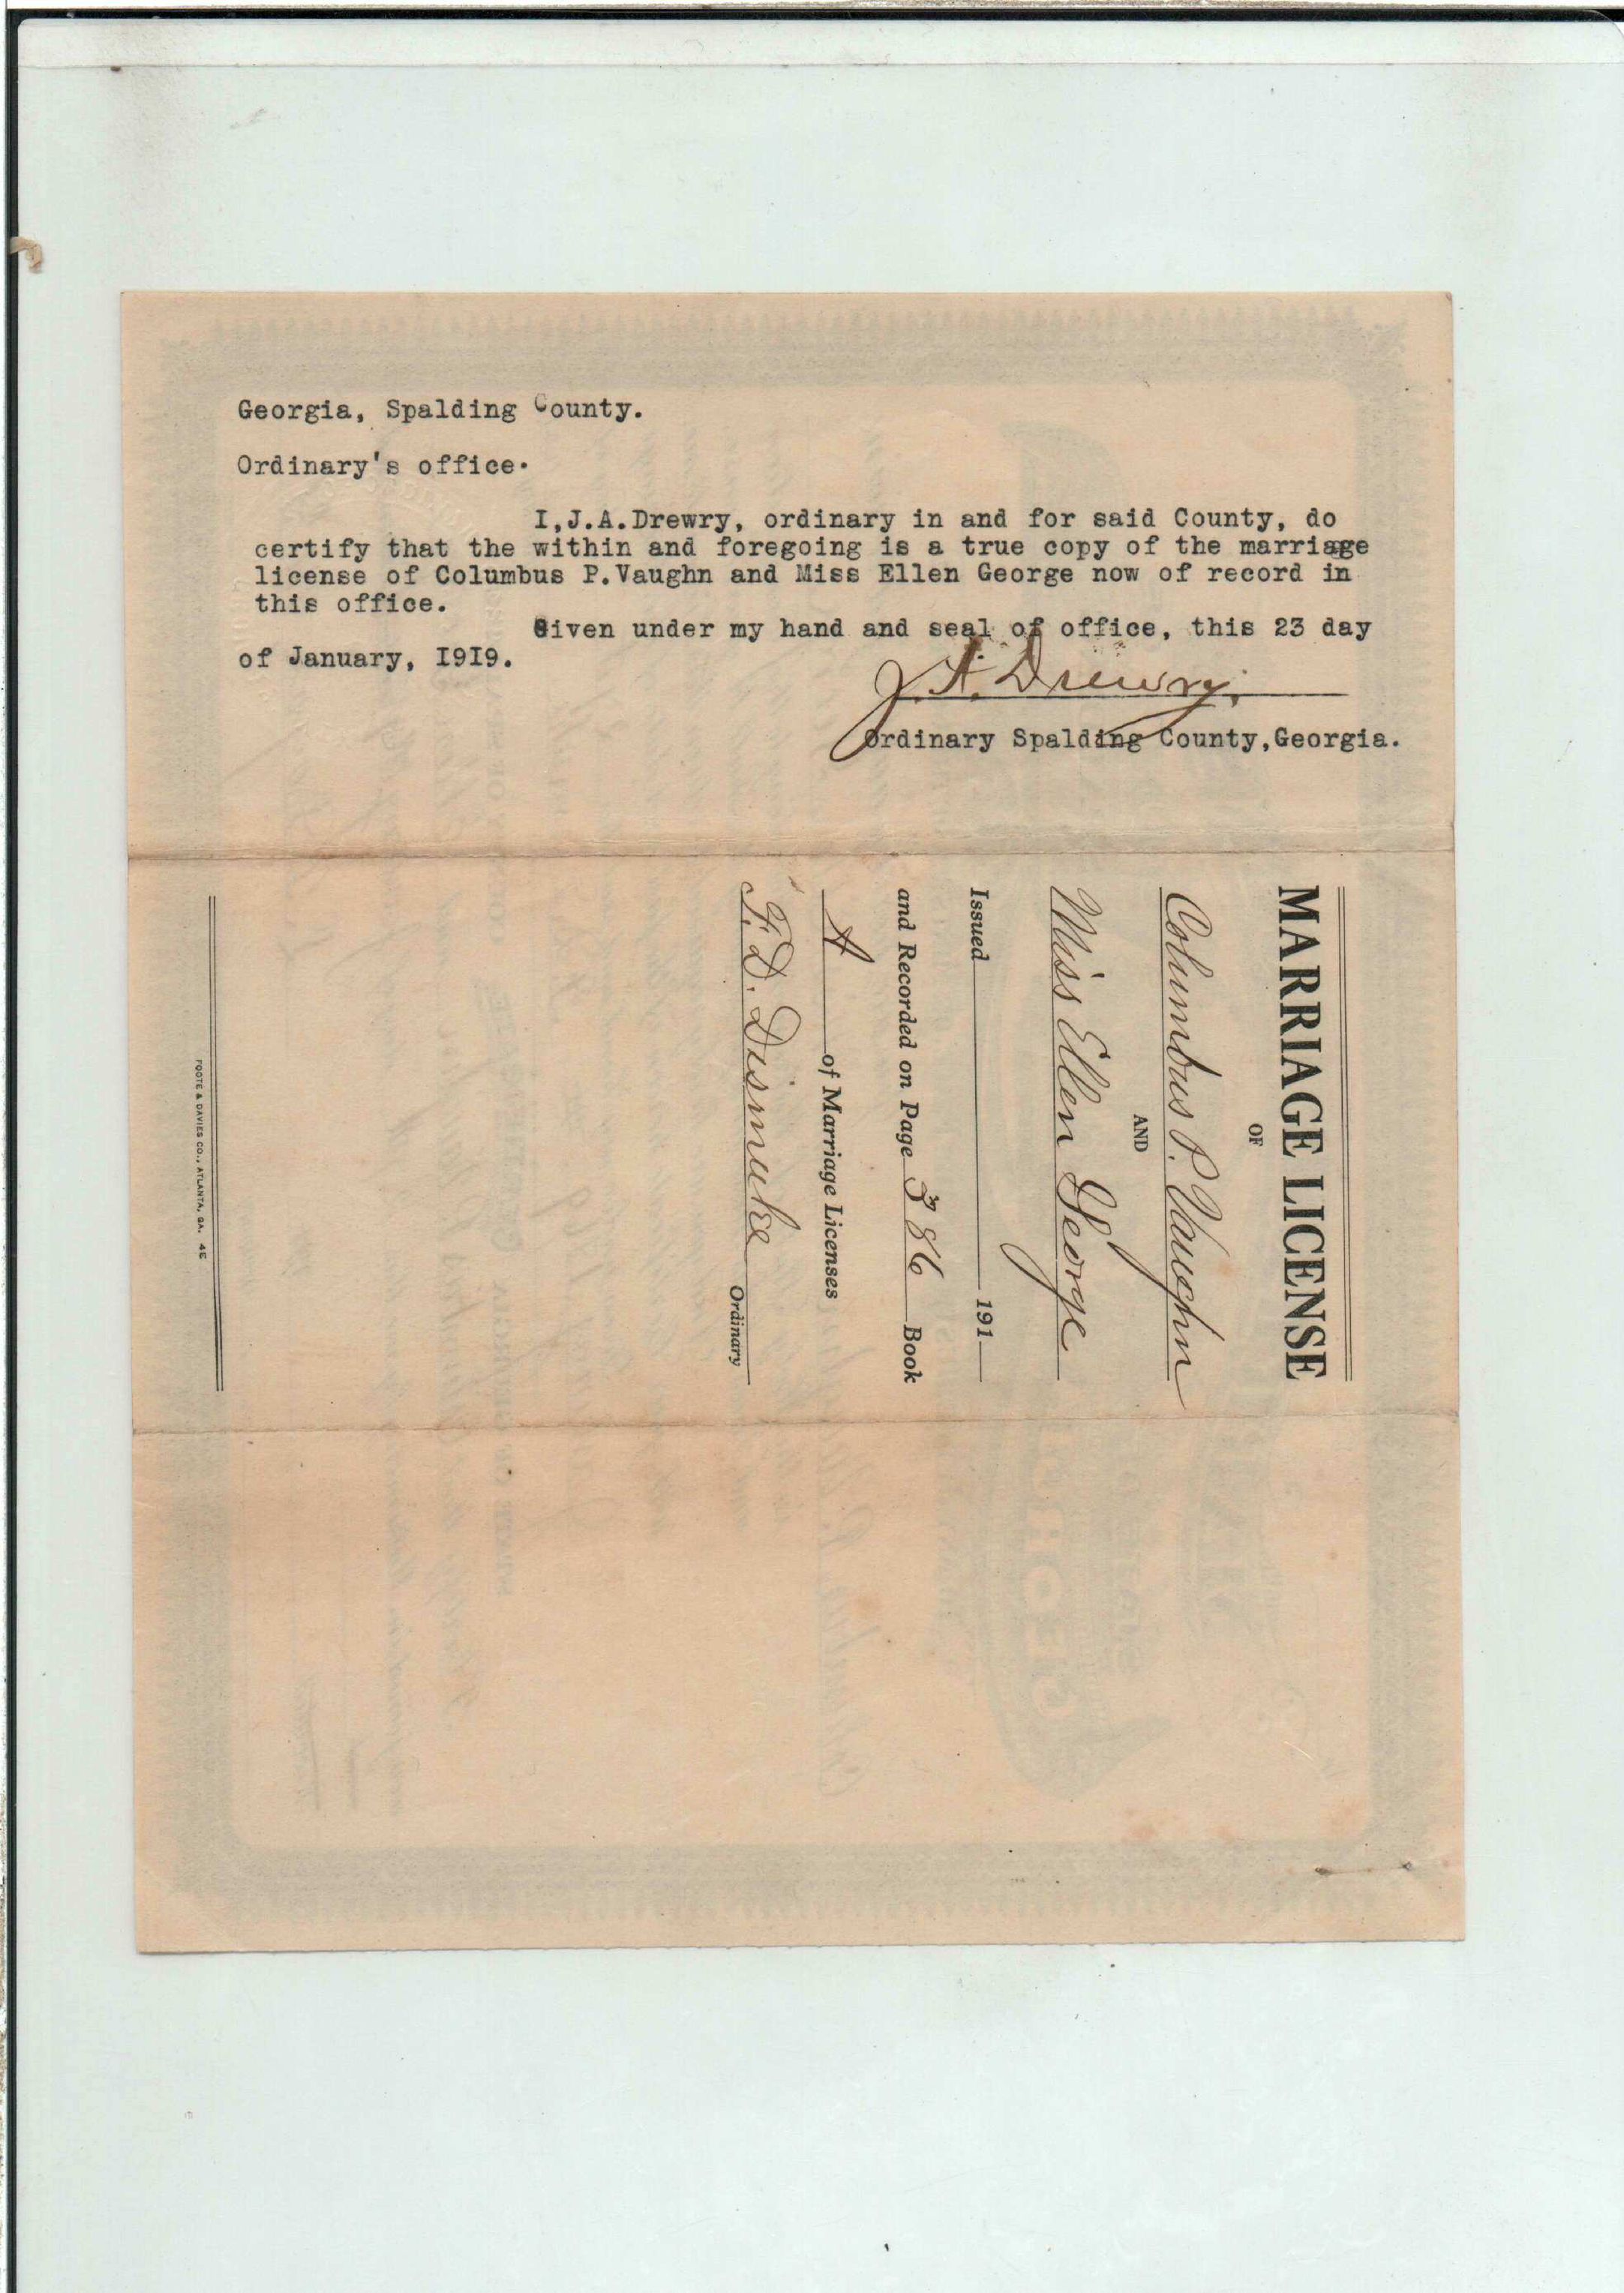 Georgia, Spalding County.
Ordinary's office.
I,J.A.Drewry, ordinary in and for said County, do
certify that the within and foregoing is a true copy of the marriage
license of Columbus P.Vaughn and Miss Ellen George now of record in
this office.
Given under my hand and seal of office, this 23 day
of January, I9I9.
J. A. Drewry.
Ordinary Spalding County,Georgia.
MARRIAGE LICENSE
OF
Columbus P. Vaughn
AND
Miss Ellen George
Issued 191
and Recorded on Page 386 Book
A of Marriage Licenses
F. D. Dismuke
Ordinary
FOOTE & DAVIES CO., ATLANTA, GA. 4E